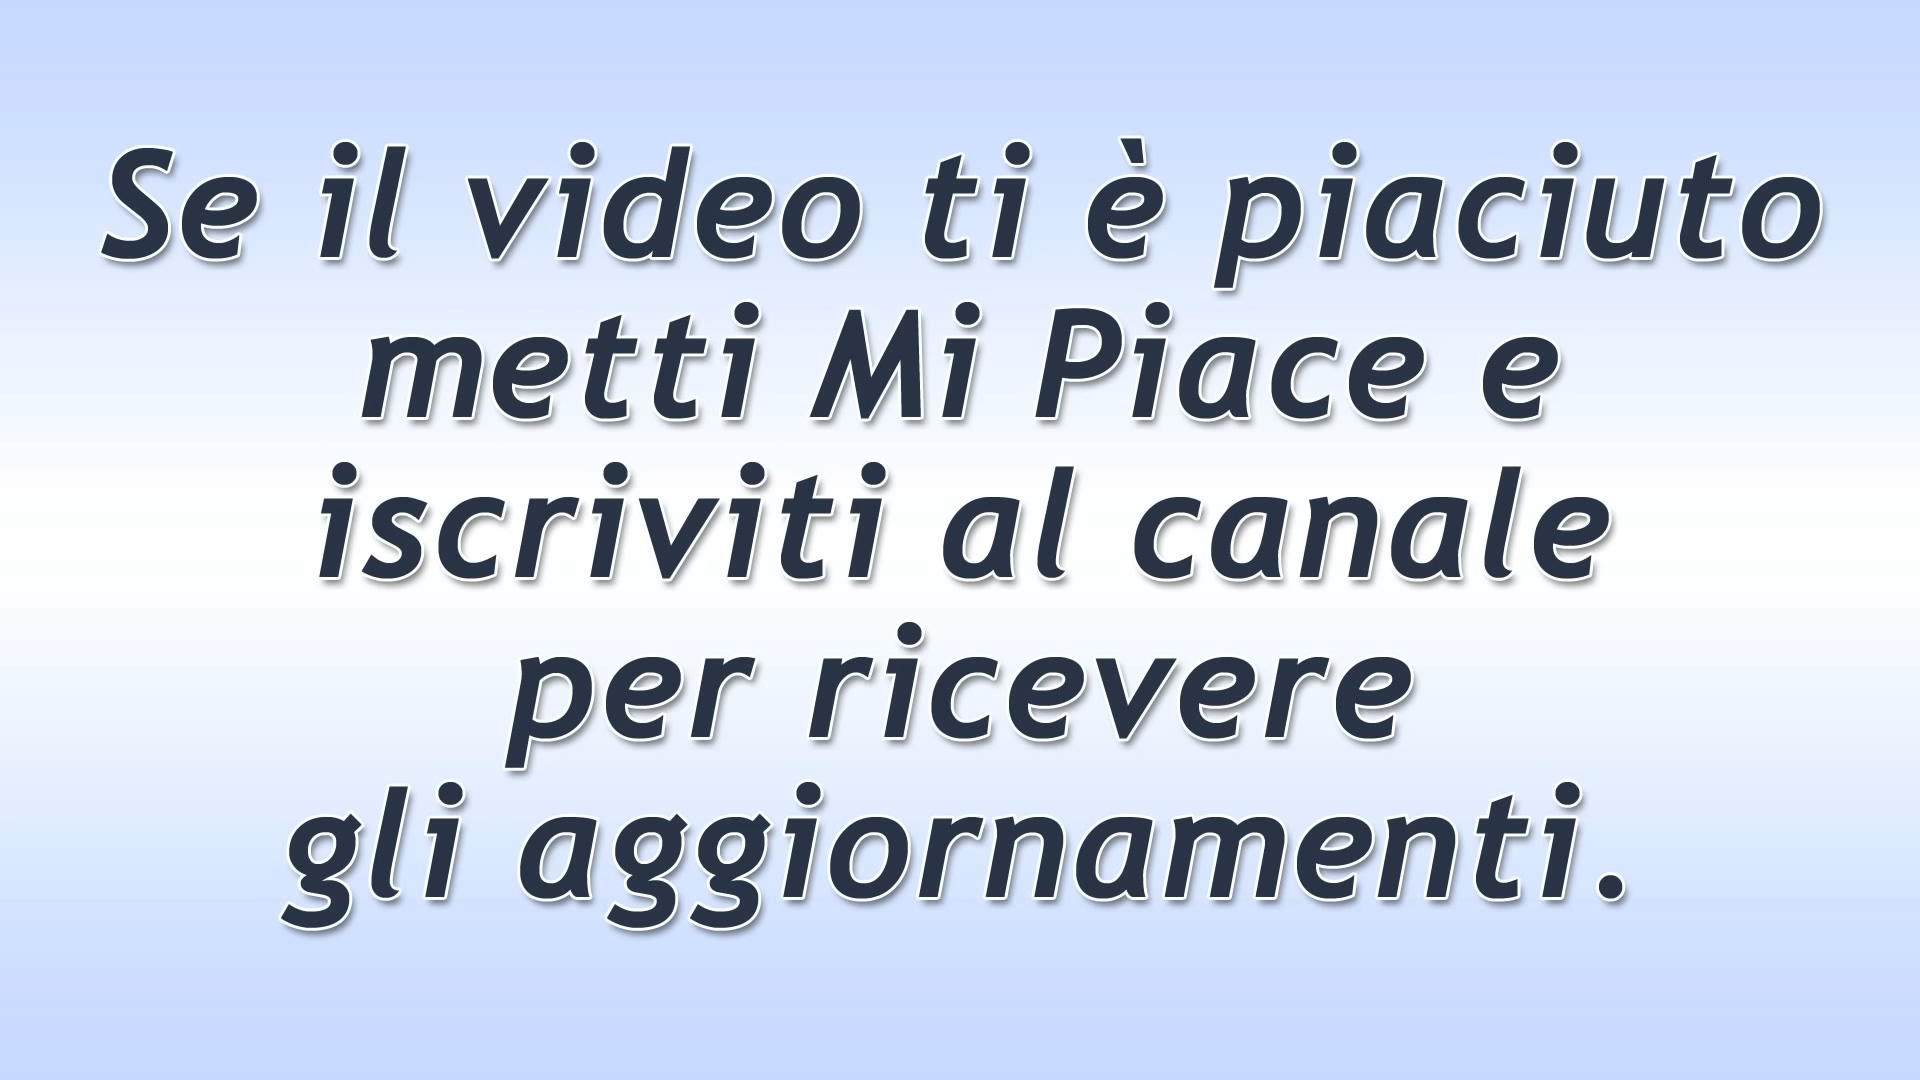 Se il video ti è piaciuto
metti Mi Piace e
iscriviti al canale
per ricevere
gli aggiornamenti.